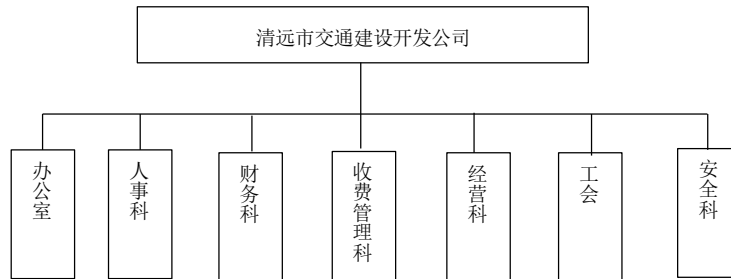 清远市交通建设开发公司
办公室
人事科
财务科
收费管理科
经营科
工会
安全科